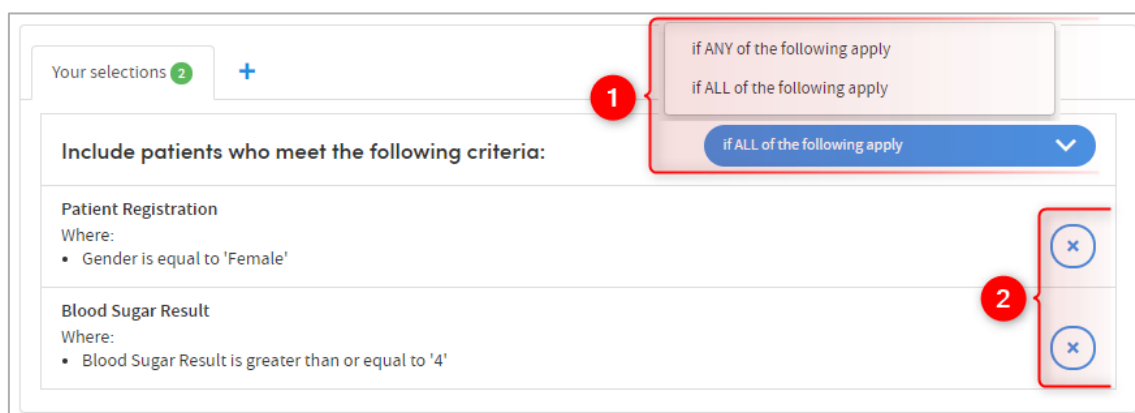 if ANY of the following apply
Your selections 2 +
if ALL of the following apply
1
Include patients who meet the following criteria:
if ALL of the following apply
Patient Registration
Where:
• Gender is equal to 'Female'
2
Blood Sugar Result
Where:
• Blood Sugar Result is greater than or equal to '4'